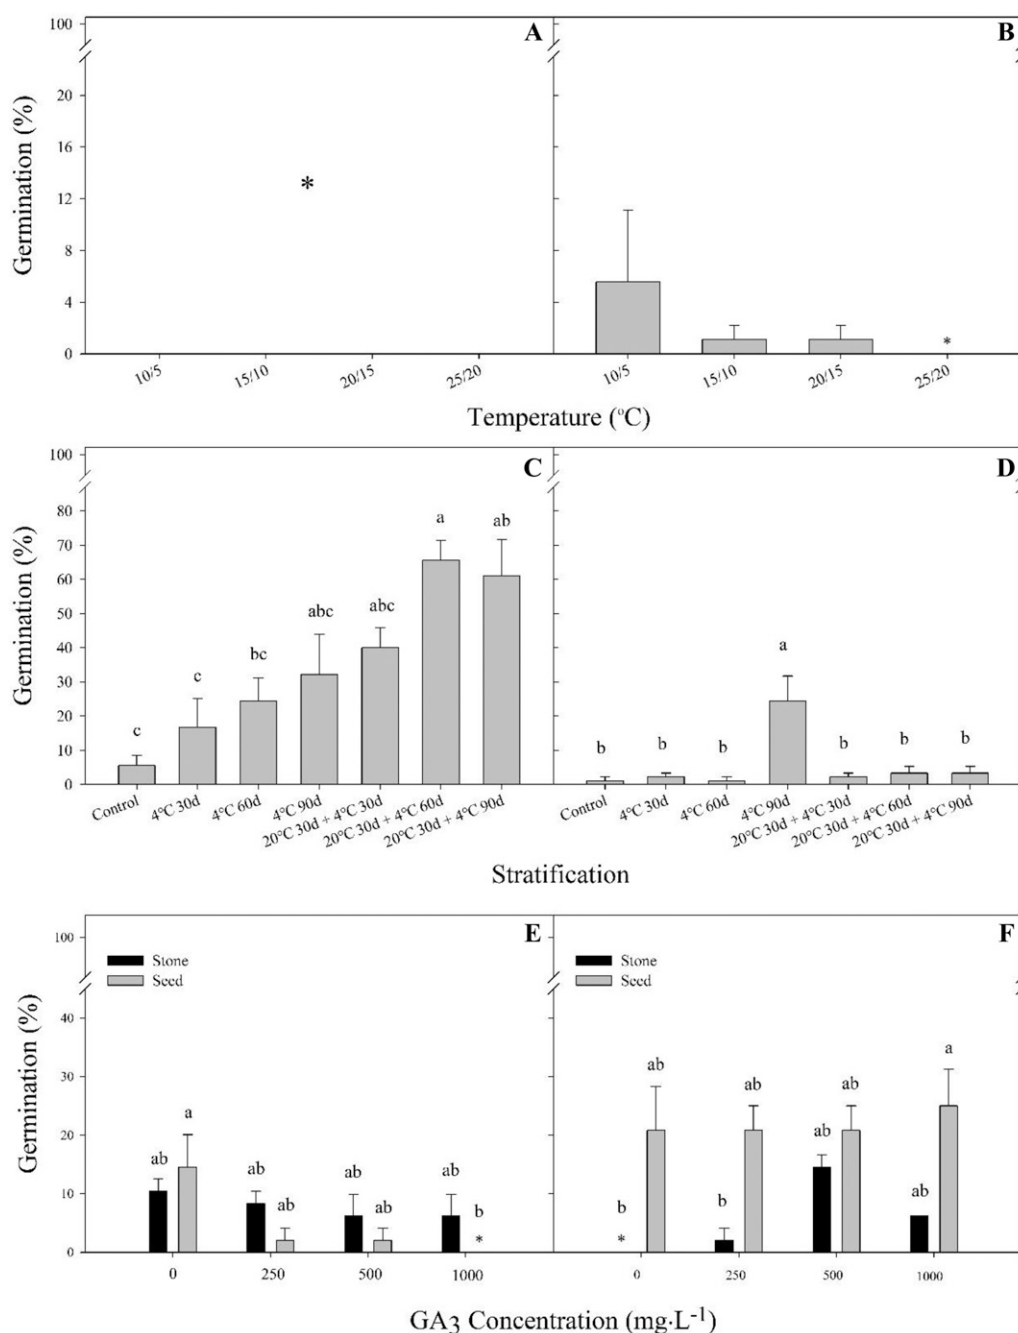 A
B
100
20
16
12
8
4
0
Germination (%)
*
*
10/5
15/10
20/15
25/20
10/5
15/10
20/15
25/20
Temperature (°C)
C
D
100
80
70
60
50
40
30
20
10
0
Germination (%)
c
c
bc
abc
abc
a
ab
b
b
b
a
b
b
b
Control
4°C 30d
4°C 60d
4°C 90d
20°C 30d + 4°C 30d
20°C 30d + 4°C 60d
20°C 30d + 4°C 90d
Control
4°C 30d
4°C 60d
4°C 90d
20°C 30d + 4°C 30d
20°C 30d + 4°C 60d
20°C 30d + 4°C 90d
Stratification
E
F
100
40
30
20
10
0
Germination (%)
Stone
Seed
Stone
Seed
ab
a
ab
ab
ab
ab
ab
b
*
b
*
ab
b
ab
ab
ab
ab
a
0
250
500
1000
0
250
500
1000
GA3 Concentration (mg·L-1)